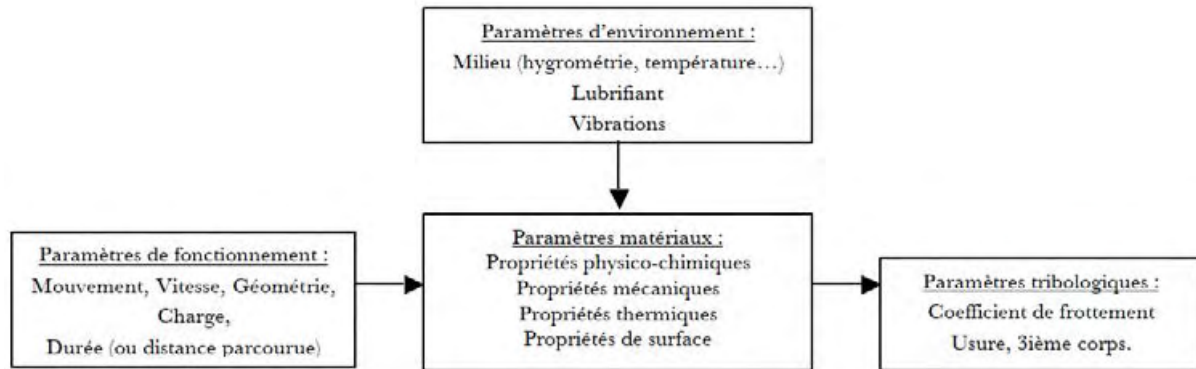 Paramètres d'environnement :
Milieu (hygrométrie, température…)
Lubrifiant
Vibrations
Paramètres de fonctionnement :
Mouvement, Vitesse, Géométrie,
Charge,
Durée (ou distance parcourue)
Paramètres matériaux :
Propriétés physico-chimiques
Propriétés mécaniques
Propriétés thermiques
Propriétés de surface
Paramètres tribologiques :
Coefficient de frottement
Usure, 3ième corps.